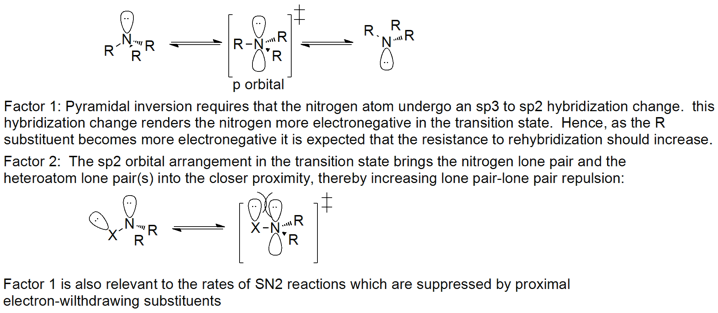 R N R R
R-N R R
R N R R
p orbital
Factor 1: Pyramidal inversion requires that the nitrogen atom undergo an sp3 to sp2 hybridization change. this
hybridization change renders the nitrogen more electronegative in the transition state. Hence, as the R
substituent becomes more electronegative it is expected that the resistance to rehybridization should increase.
Factor 2: The sp2 orbital arrangement in the transition state brings the nitrogen lone pair and the
heteroatom lone pair(s) into the closer proximity, thereby increasing lone pair-lone pair repulsion:
X N R R
X-N R R
Factor 1 is also relevant to the rates of SN2 reactions which are suppressed by proximal
electron-wilthdrawing substituents